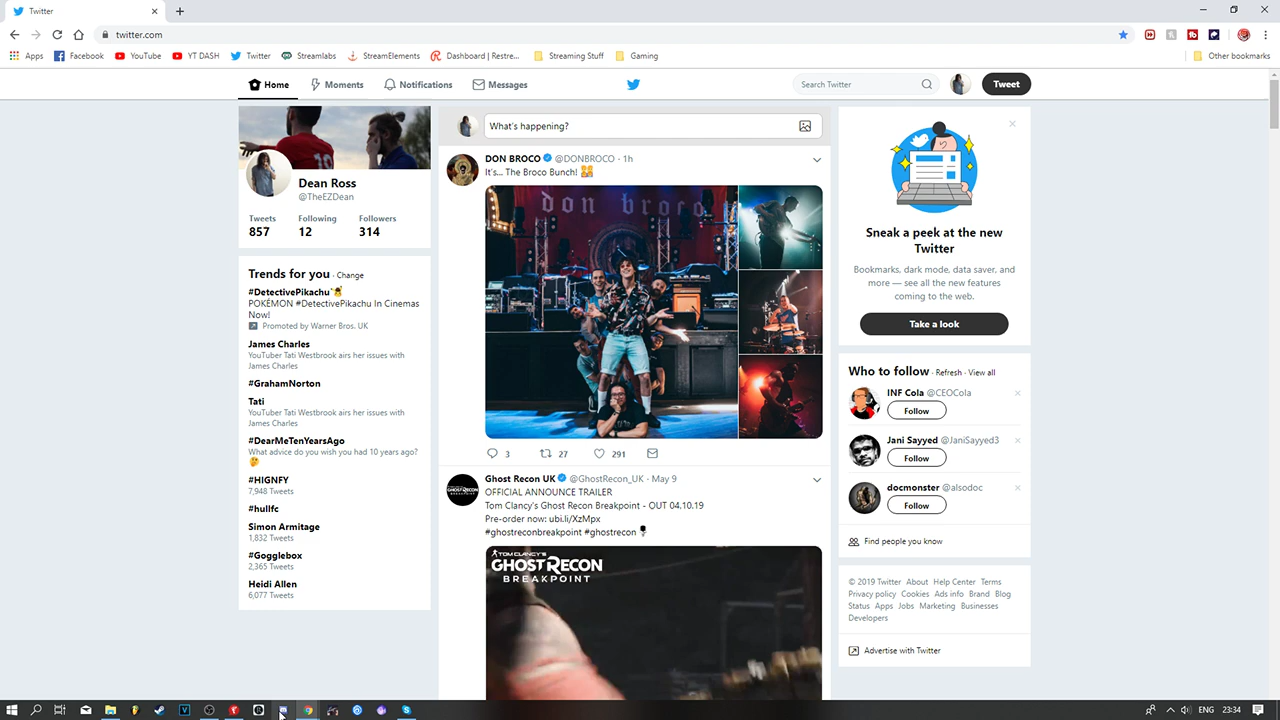 Twitter
twitter.com
Apps
Facebook
YouTube
YT DASH
Twitter
Streamlabs
StreamElements
Dashboard | Restre...
Streaming Stuff
Gaming
Other bookmarks
Home
Moments
Notifications
Messages
Search Twitter
Tweet
Dean Ross
@TheEZDean
Tweets Following Followers
857 12 314
Trends for you · Change
#DetectivePikachu
POKÉMON #DetectivePikachu In Cinemas
Now!
Promoted by Warner Bros. UK
James Charles
YouTuber Tati Westbrook airs her issues with
James Charles
#GrahamNorton
Tati
YouTuber Tati Westbrook airs her issues with
James Charles
#DearMeTenYearsAgo
What advice do you wish you had 10 years ago?
🤔
#HIGNFY
7,948 Tweets
#hullfc
Simon Armitage
1,832 Tweets
#Gogglebox
2,365 Tweets
Heidi Allen
6,077 Tweets
What's happening?
DON BROCO @DONBROCO · 1h
It's... The Broco Bunch!
don broco
3 27 291
Ghost Recon UK @GhostRecon_UK · May 9
OFFICIAL ANNOUNCE TRAILER
Tom Clancy's Ghost Recon Breakpoint - OUT 04.10.19
Pre-order now: ubi.li/XzMpx
#ghostreconbreakpoint #ghostrecon
GHOST RECON
BREAKPOINT
TOM CLANCY'S
GHOST RECON
BREAKPOINT
Sneak a peek at the new
Twitter
Bookmarks, dark mode, data saver, and
more — see all the new features
coming to the web.
Take a look
Who to follow · Refresh · View all
INF Cola @CEOCola
Follow
Jani Sayyed @JaniSayyed3
Follow
docmonster @alsodoc
Follow
Find people you know
© 2019 Twitter About Help Center Terms
Privacy policy Cookies Ads info Brand Blog
Status Apps Jobs Marketing Businesses
Developers
Advertise with Twitter
ENG 23:34